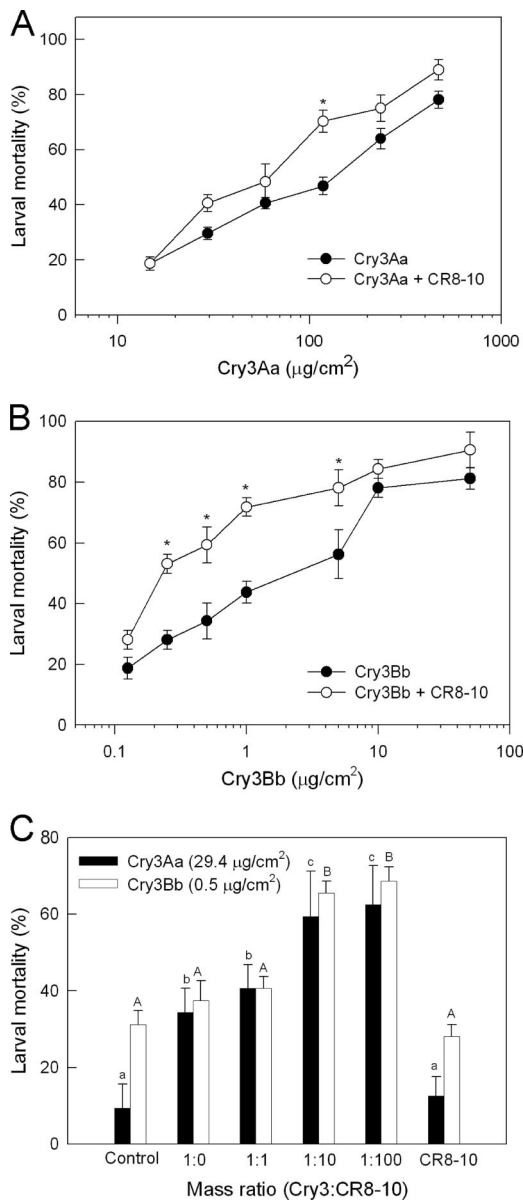 A
Larval mortality (%)
100
80
60
40
20
0
*
Cry3Aa
Cry3Aa + CR8-10
10 100 1000
Cry3Aa (μg/cm²)
B
Larval mortality (%)
100
80
60
40
20
0
* * * *
Cry3Bb
Cry3Bb + CR8-10
0.1 1 10 100
Cry3Bb (μg/cm²)
C
Larval mortality (%)
80
60
40
20
0
Cry3Aa (29.4 μg/cm²)
Cry3Bb (0.5 μg/cm²)
a A b A b A c B c B a A
Control 1:0 1:1 1:10 1:100 CR8-10
Mass ratio (Cry3:CR8-10)